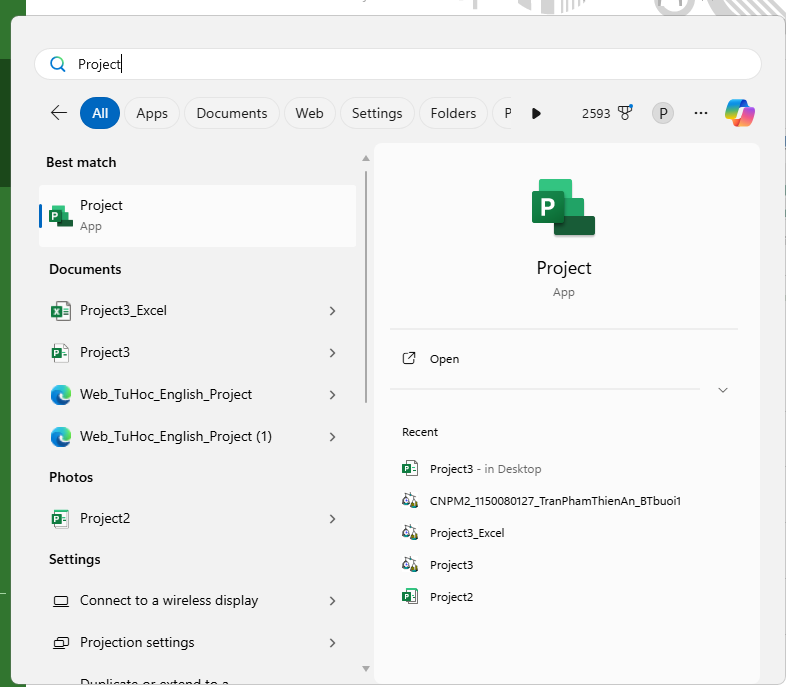 Project
All
Apps
Documents
Web
Settings
Folders
P
2593
P
Best match
Project
App
Documents
Project3_Excel
Project3
Web_TuHoc_English_Project
Web_TuHoc_English_Project (1)
Photos
Project2
Settings
Connect to a wireless display
Projection settings
Duplicate or extend to a
P
Project
App
Open
Recent
Project3 - in Desktop
CNPM2_1150080127_TranPhamThienAn_BTbuoi1
Project3_Excel
Project3
Project2